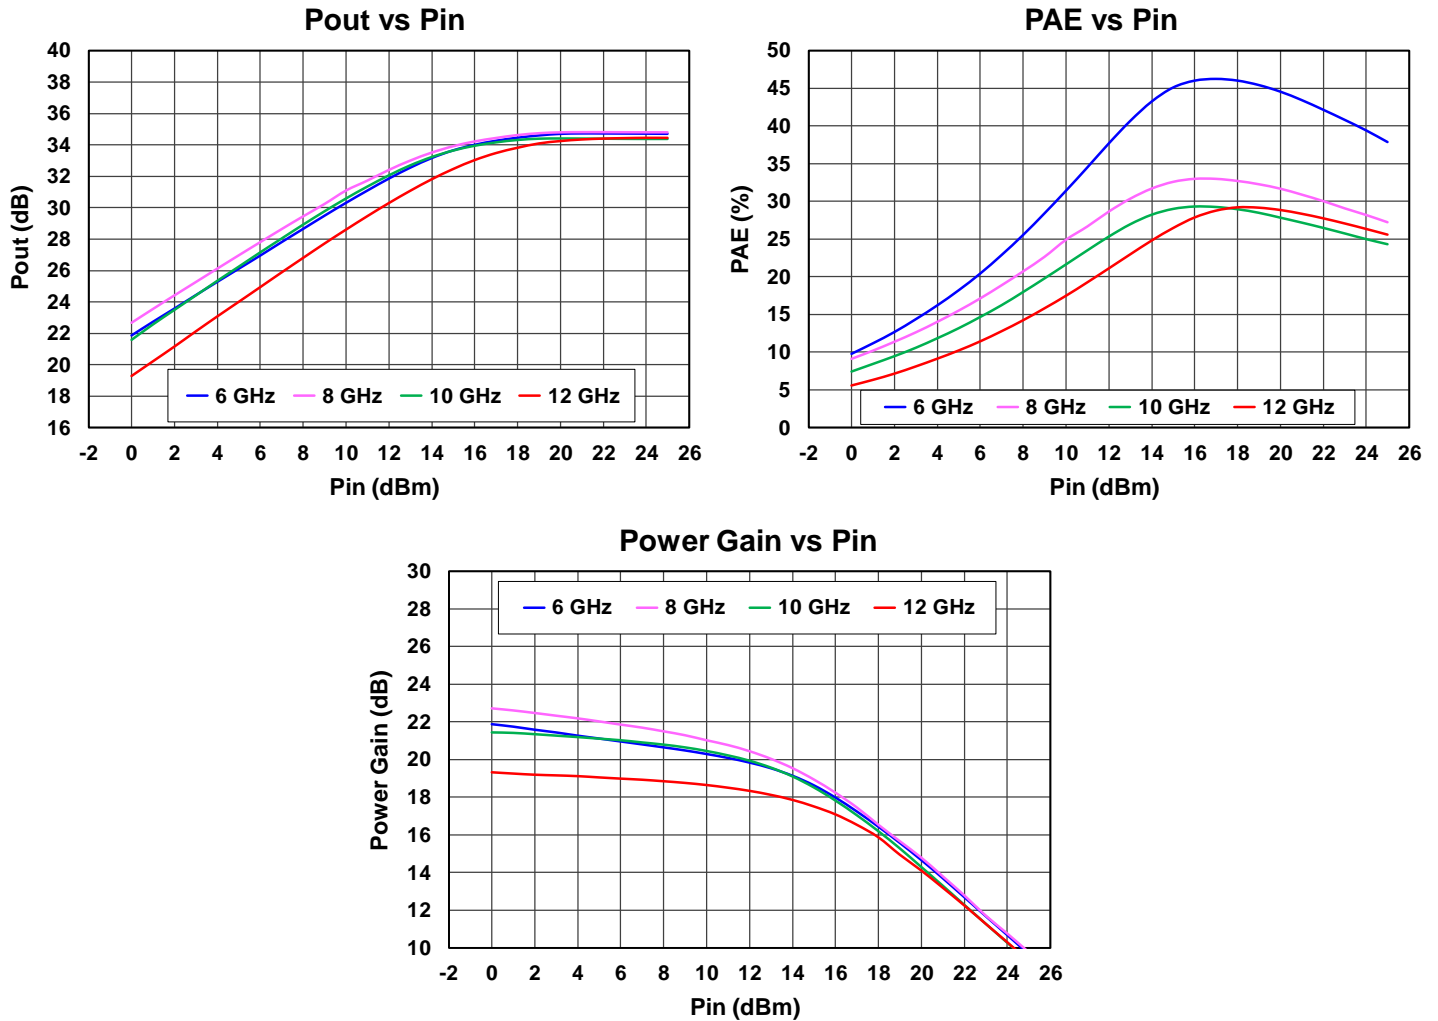 Pout vs Pin
40
38
36
34
32
30
28
26
24
22
20
18
16
Pout (dB)
6 GHz 8 GHz 10 GHz 12 GHz
-2 0 2 4 6 8 10 12 14 16 18 20 22 24 26
Pin (dBm)
PAE vs Pin
50
45
40
35
30
25
20
15
10
5
0
PAE (%)
6 GHz 8 GHz 10 GHz 12 GHz
-2 0 2 4 6 8 10 12 14 16 18 20 22 24 26
Pin (dBm)
Power Gain vs Pin
30
28
26
24
22
20
18
16
14
12
10
Power Gain (dB)
6 GHz 8 GHz 10 GHz 12 GHz
-2 0 2 4 6 8 10 12 14 16 18 20 22 24 26
Pin (dBm)